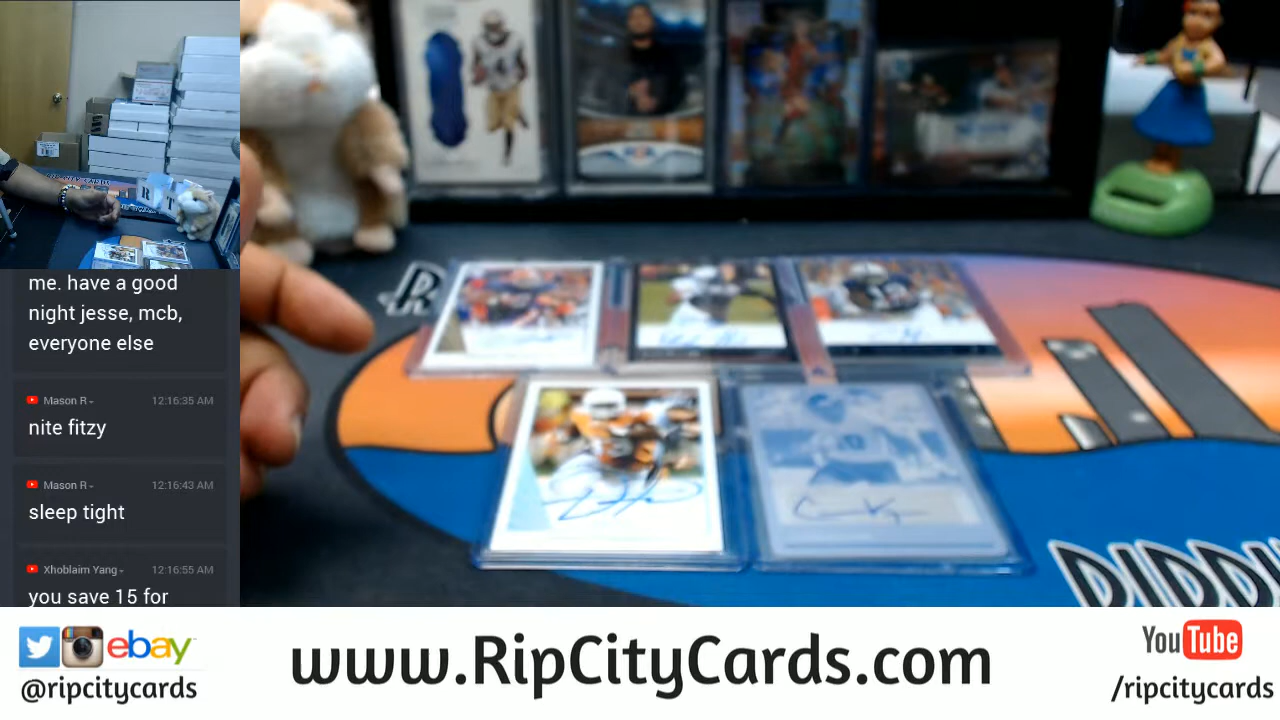 me. have a good
night jesse, mcb,
everyone else
Mason R
12:16:35 AM
nite fitzy
Mason R
12:16:43 AM
sleep tight
Xhoblaim Yang
12:16:55 AM
you save 15 for
R
T
R
4
ebay
@ripcitycards
www.RipCityCards.com
YouTube
/ripcitycards